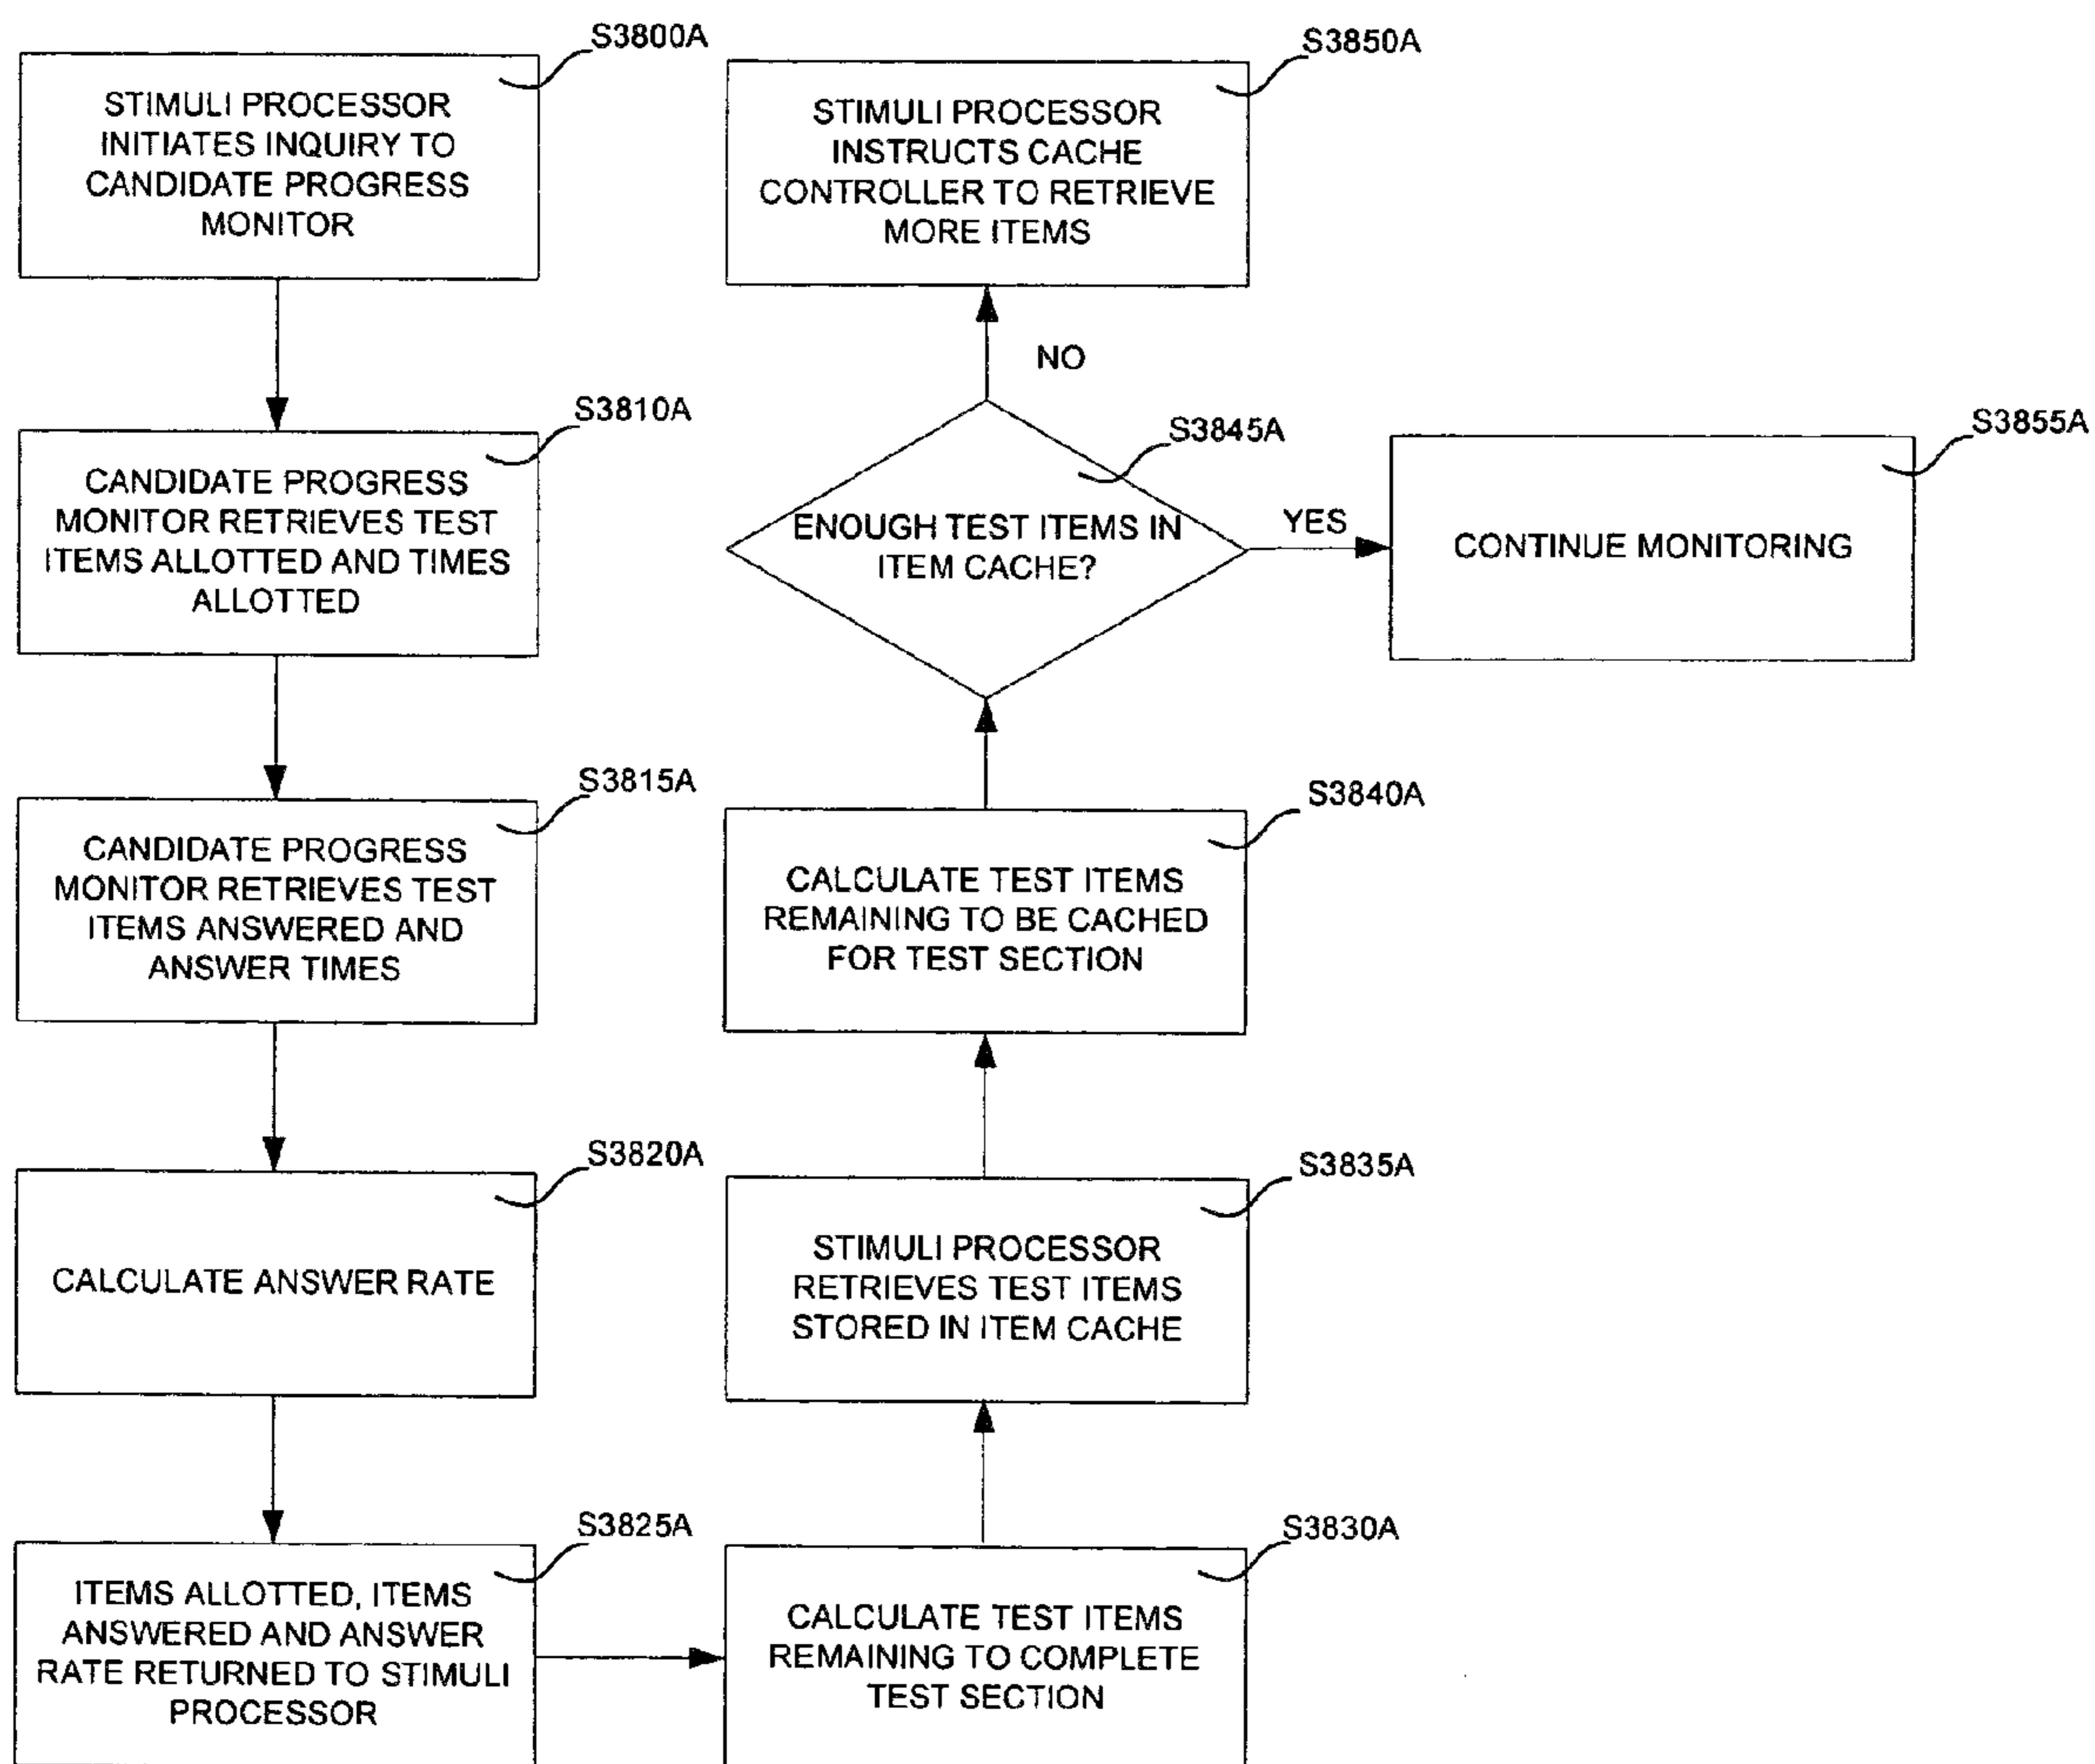 S3800A
STIMULI PROCESSOR
INITIATES INQUIRY TO
CANDIDATE PROGRESS
MONITOR
S3810A
CANDIDATE PROGRESS
MONITOR RETRIEVES TEST
ITEMS ALLOTTED AND TIMES
ALLOTTED
S3815A
CANDIDATE PROGRESS
MONITOR RETRIEVES TEST
ITEMS ANSWERED AND
ANSWER TIMES
S3820A
CALCULATE ANSWER RATE
S3825A
ITEMS ALLOTTED, ITEMS
ANSWERED AND ANSWER
RATE RETURNED TO STIMULI
PROCESSOR
S3830A
CALCULATE TEST ITEMS
REMAINING TO COMPLETE
TEST SECTION
S3835A
STIMULI PROCESSOR
RETRIEVES TEST ITEMS
STORED IN ITEM CACHE
S3840A
CALCULATE TEST ITEMS
REMAINING TO BE CACHED
FOR TEST SECTION
S3845A
ENOUGH TEST ITEMS IN
ITEM CACHE?
NO
S3850A
STIMULI PROCESSOR
INSTRUCTS CACHE
CONTROLLER TO RETRIEVE
MORE ITEMS
YES
S3855A
CONTINUE MONITORING